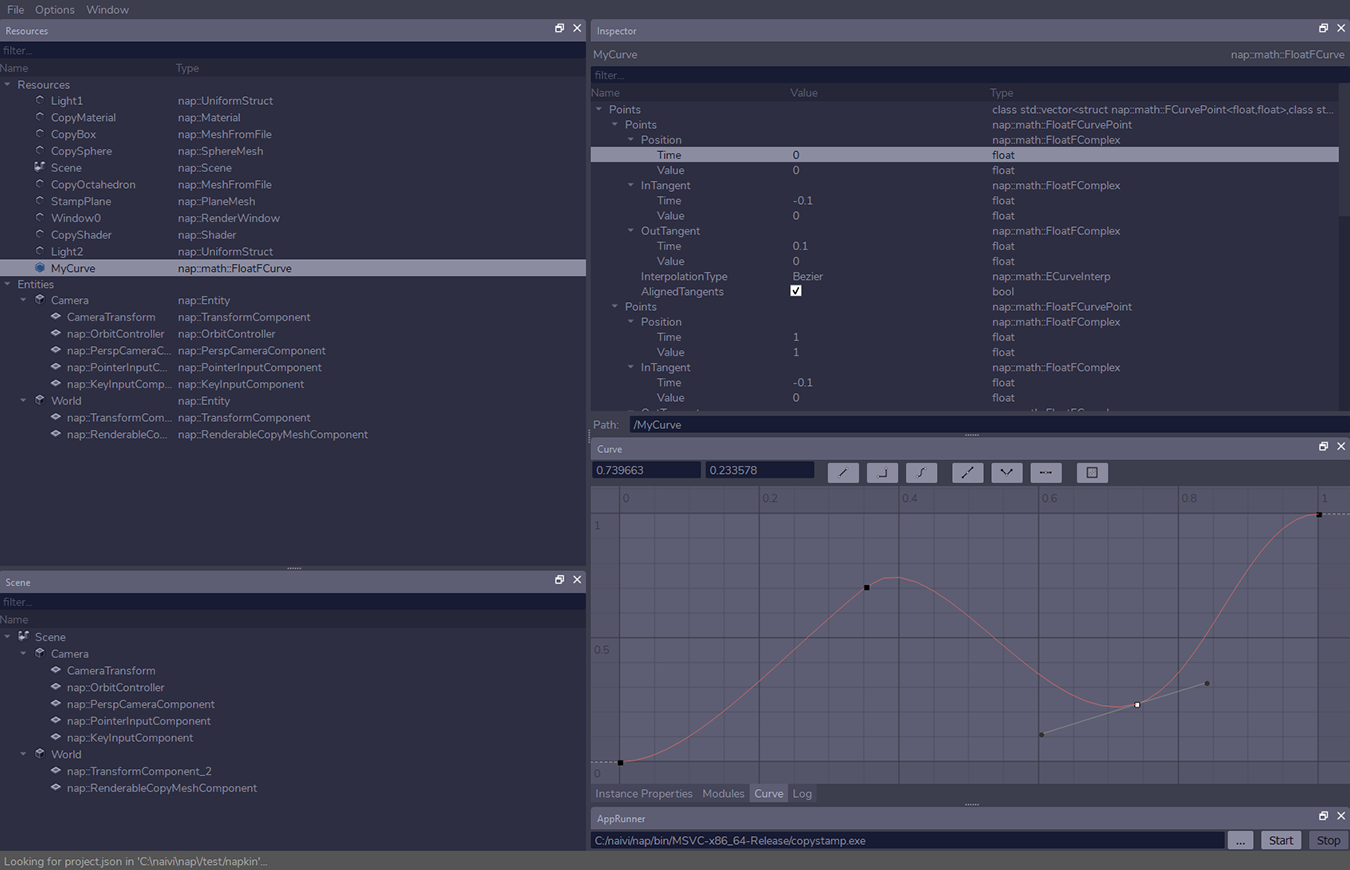 File Options Window
Resources
filter...
Name Type
Resources
Light1 nap::UniformStruct
CopyMaterial nap::Material
CopyBox nap::MeshFromFile
CopySphere nap::SphereMesh
Scene nap::Scene
CopyOctahedron nap::MeshFromFile
StampPlane nap::PlaneMesh
Window0 nap::RenderWindow
CopyShader nap::Shader
Light2 nap::UniformStruct
MyCurve nap::math::FloatFCurve
Entities
Camera nap::Entity
CameraTransform nap::TransformComponent
nap::OrbitController nap::OrbitController
nap::PerspCameraC... nap::PerspCameraComponent
nap::PointerInputC... nap::PointerInputComponent
nap::KeyInputComp... nap::KeyInputComponent
World nap::Entity
nap::TransformCom... nap::TransformComponent
nap::RenderableCo... nap::RenderableCopyMeshComponent
Scene
filter...
Name
Scene
Camera
CameraTransform
nap::OrbitController
nap::PerspCameraComponent
nap::PointerInputComponent
nap::KeyInputComponent
World
nap::TransformComponent_2
nap::RenderableCopyMeshComponent
Inspector
MyCurve nap::math::FloatFCurve
filter...
Name Value Type
Points class std::vector<struct nap::math::FCurvePoint<float,float>,class st...
Points nap::math::FloatFCurvePoint
Position nap::math::FloatFComplex
Time 0 float
Value 0 float
InTangent nap::math::FloatFComplex
Time -0.1 float
Value 0 float
OutTangent nap::math::FloatFComplex
Time 0.1 float
Value 0 float
InterpolationType Bezier nap::math::ECurveInterp
AlignedTangents bool
Points nap::math::FloatFCurvePoint
Position nap::math::FloatFComplex
Time 1 float
Value 1 float
InTangent nap::math::FloatFComplex
Time -0.1 float
Value 0 float
OutTangent nap::math::FloatFComplex
Path: /MyCurve
Curve
0.739663 0.233578
0 0.2 0.4 0.6 0.8 1
1
0.5
0
Instance Properties Modules Curve Log
AppRunner
C:/naivi/nap/bin/MSVC-x86_64-Release/copystamp.exe ... Start Stop
Looking for project.json in 'C:\naivi\nap\/test/napkin'...